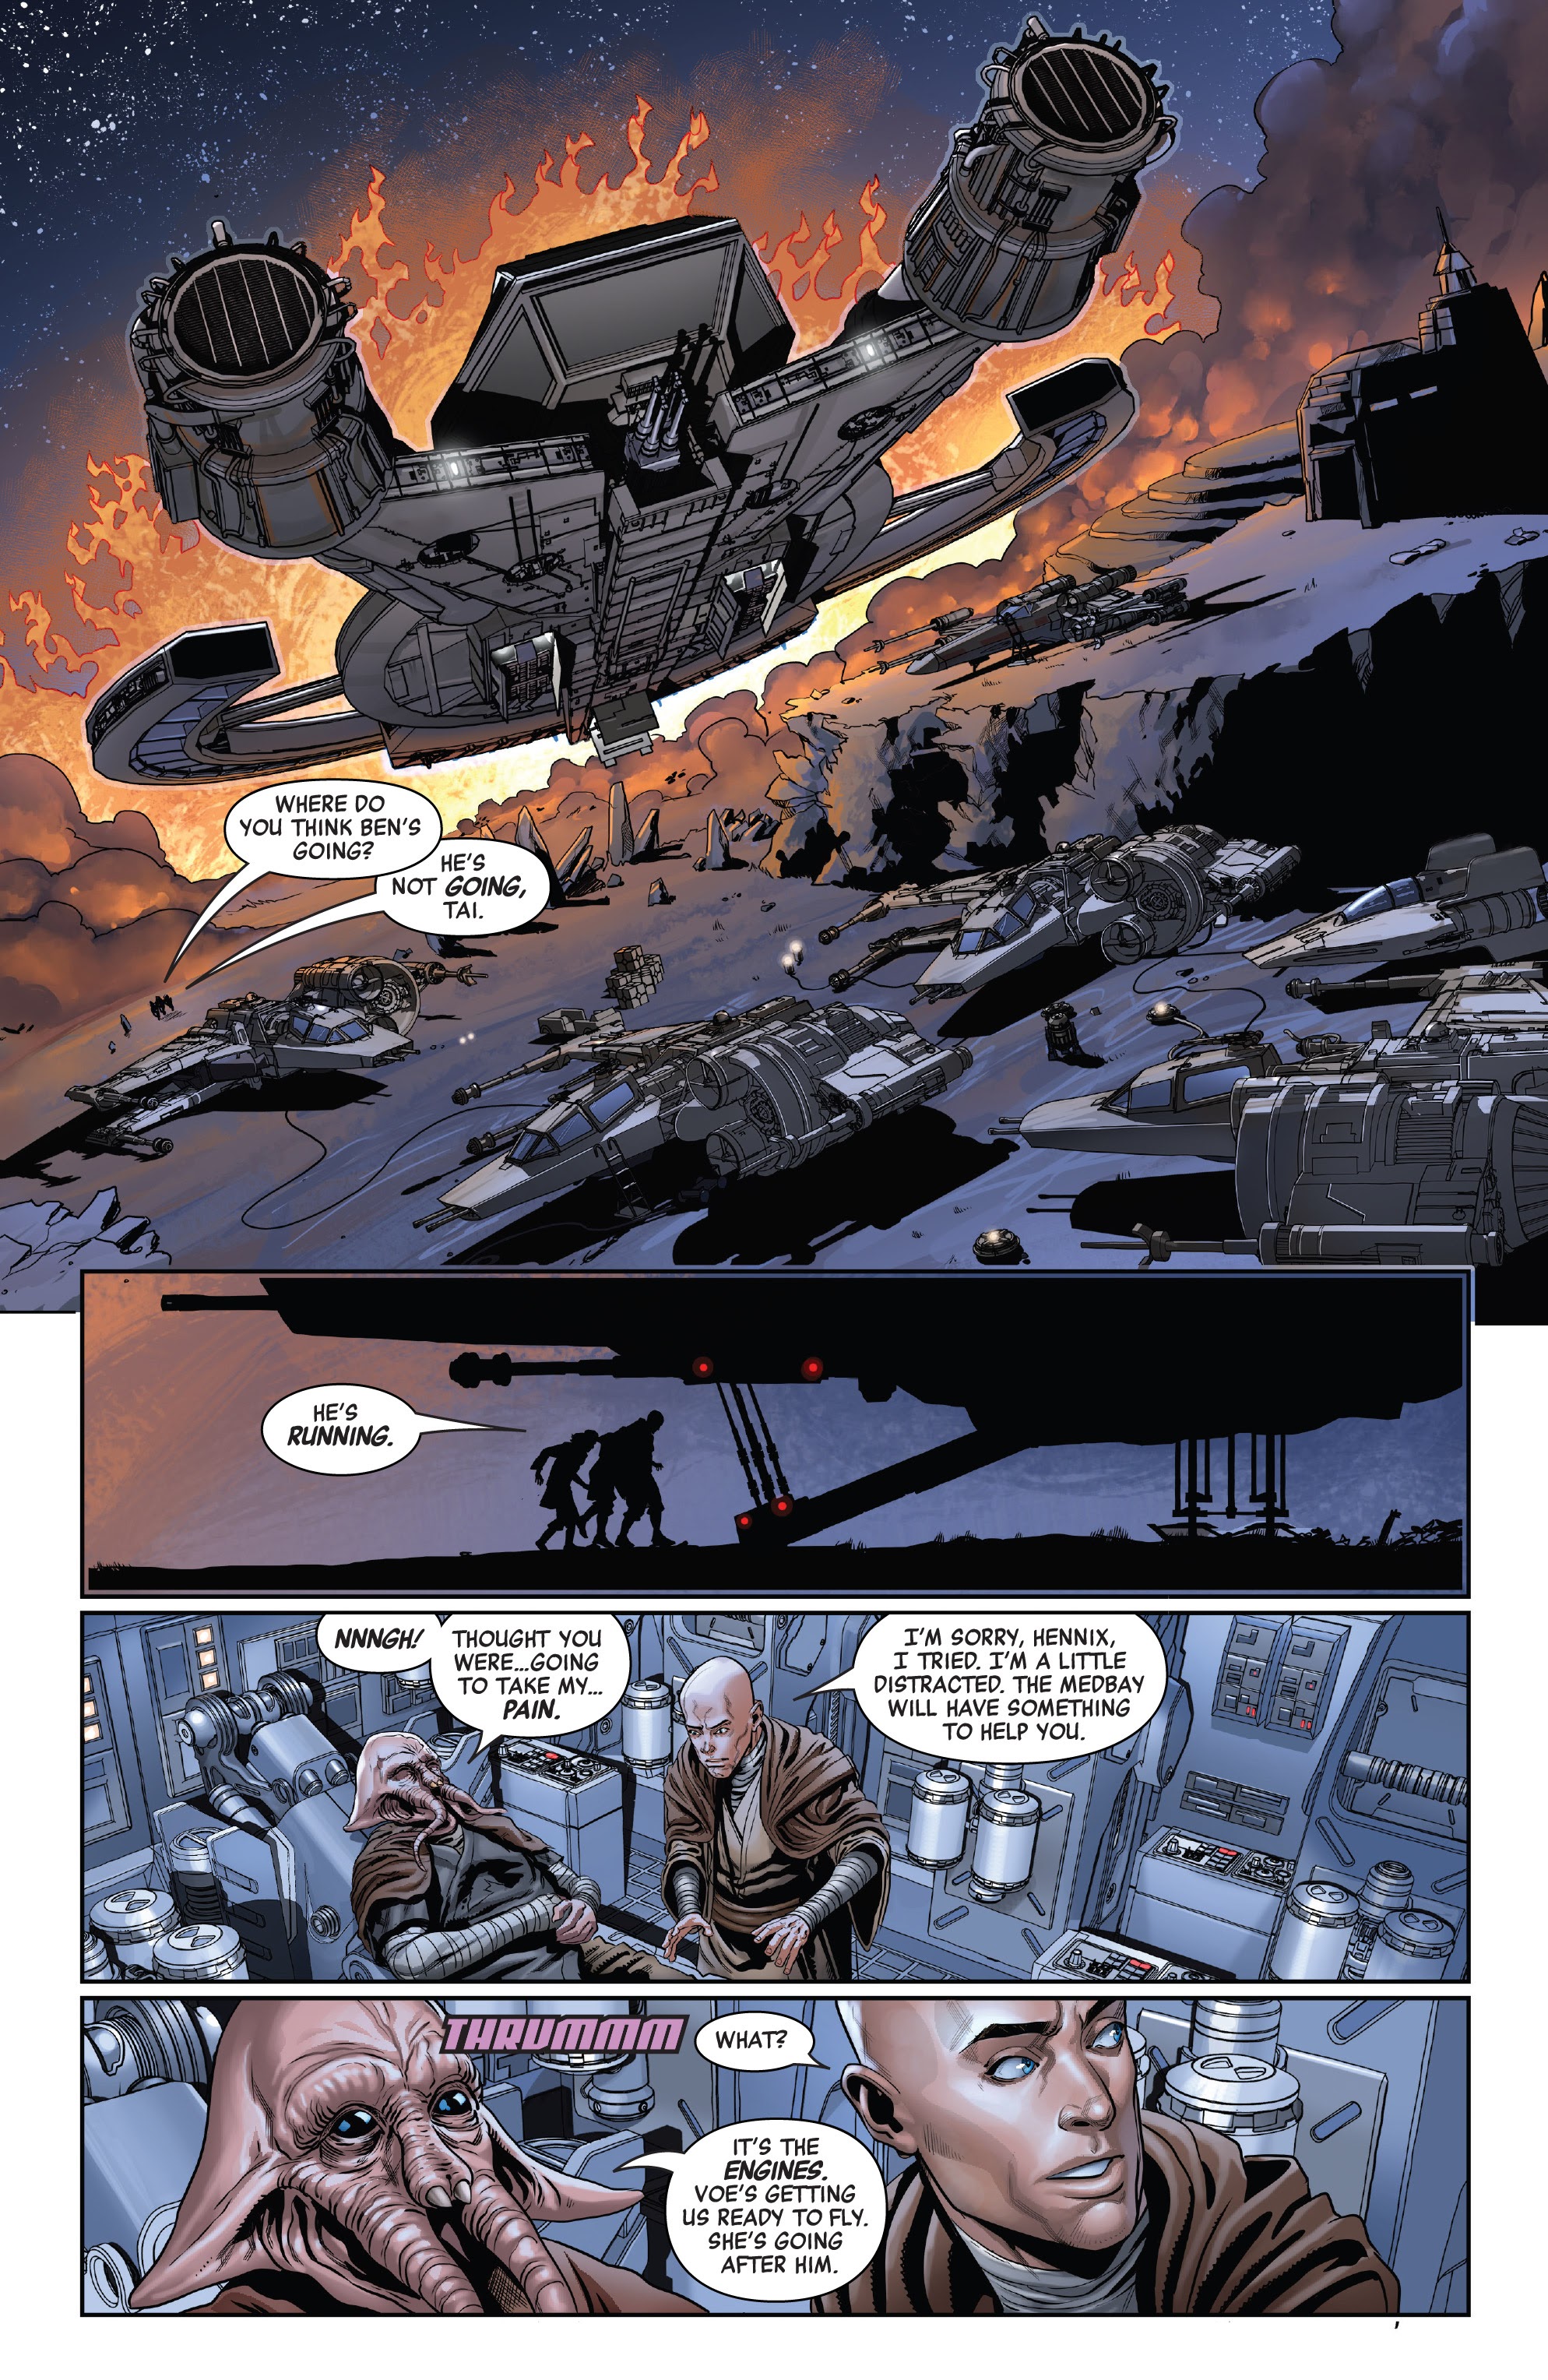 WHERE DO
YOU THINK BEN'S
GOING?
HE'S
NOT GOING,
TAI.
HE'S
RUNNING.
NNNGH!
THOUGHT YOU
WERE...GOING
TO TAKE MY...
PAIN.
I'M SORRY, HENNIX,
I TRIED. I'M A LITTLE
DISTRACTED. THE MEDBAY
WILL HAVE SOMETHING
TO HELP YOU.
THRUMMM
WHAT?
IT'S THE
ENGINES.
VOE'S GETTING
US READY TO FLY.
SHE'S GOING
AFTER HIM.